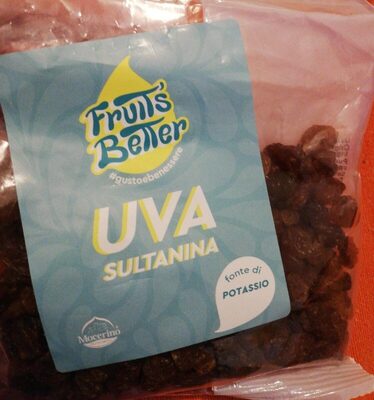 Fruits'
Better
#gustoebenessere
UVA
SULTANINA
fonte di
POTASSIO
Mocerino